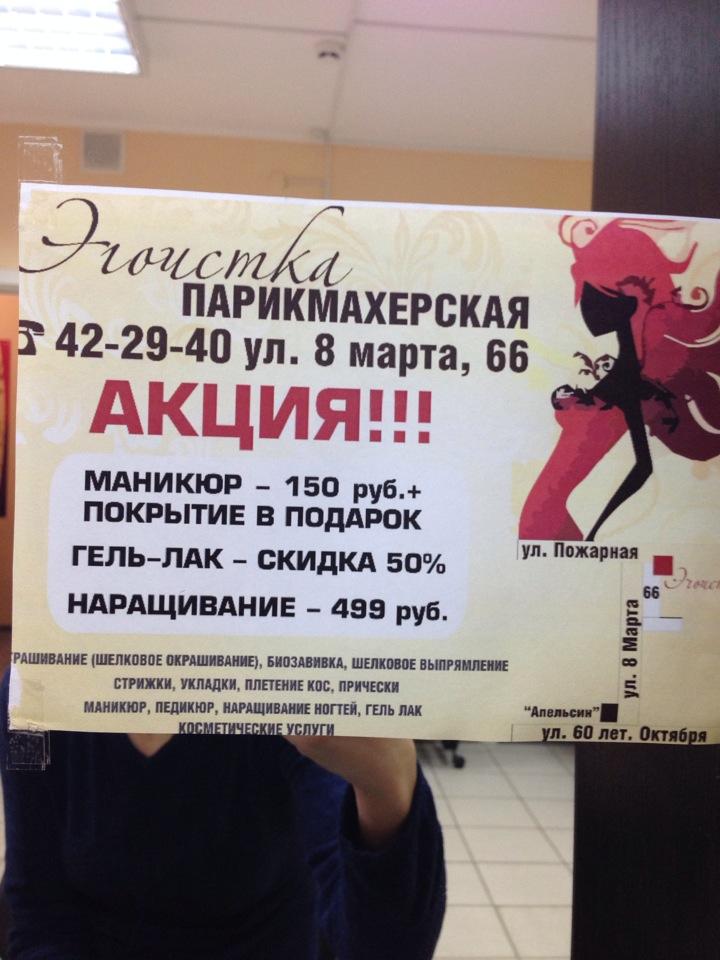 Эгоистка
ПАРИКМАХЕРСКАЯ
☎ 42-29-40 ул. 8 марта, 66
АКЦИЯ!!!
МАНИКЮР – 150 руб.+
ПОКРЫТИЕ В ПОДАРОК
ГЕЛЬ-ЛАК – СКИДКА 50%
НАРАЩИВАНИЕ – 499 руб.
РАШИВАНИЕ (ШЕЛКОВОЕ ОКРАШИВАНИЕ), БИОЗАВИВКА, ШЕЛКОВОЕ ВЫПРЯМЛЕНИЕ
СТРИЖКИ, УКЛАДКИ, ПЛЕТЕНИЕ КОС, ПРИЧЕСКИ
МАНИКЮР, ПЕДИКЮР, НАРАЩИВАНИЕ НОГТЕЙ, ГЕЛЬ ЛАК
КОСМЕТИЧЕСКИЕ УСЛУГИ
ул. Пожарная
Эгоис
66
ул. 8 Марта
"Апельсин"
ул. 60 лет. Октября